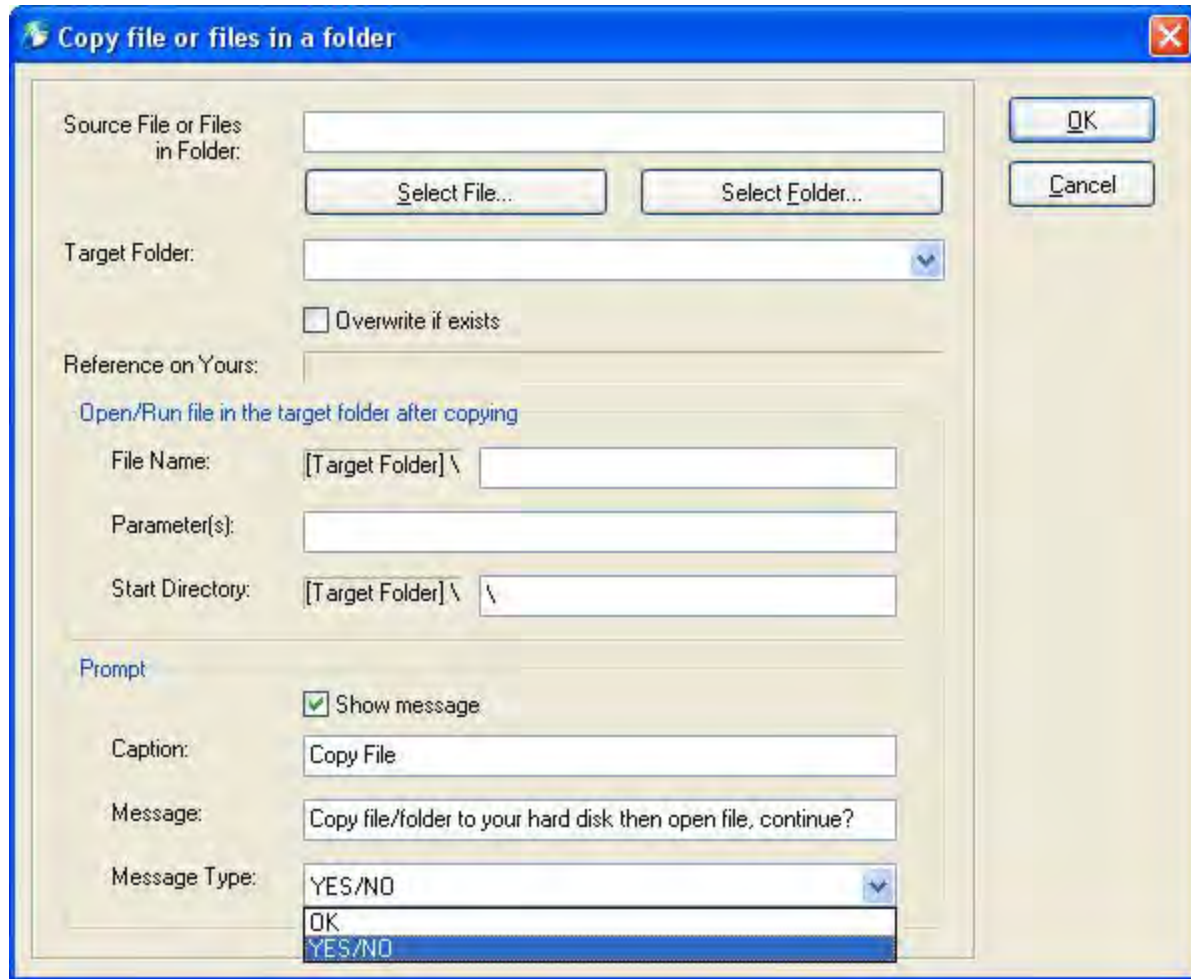 Copy file or files in a folder
Source File or Files
in Folder:
OK
Select File...
Select Folder...
Cancel
Target Folder:
Overwrite if exists
Reference on Yours:
Open/Run file in the target folder after copying
File Name:
[Target Folder] \
Parameter(s):
Start Directory:
[Target Folder] \
\
Prompt
Show message
Caption:
Copy File
Message:
Copy file/folder to your hard disk then open file, continue?
Message Type:
YES/NO
OK
YES/NO